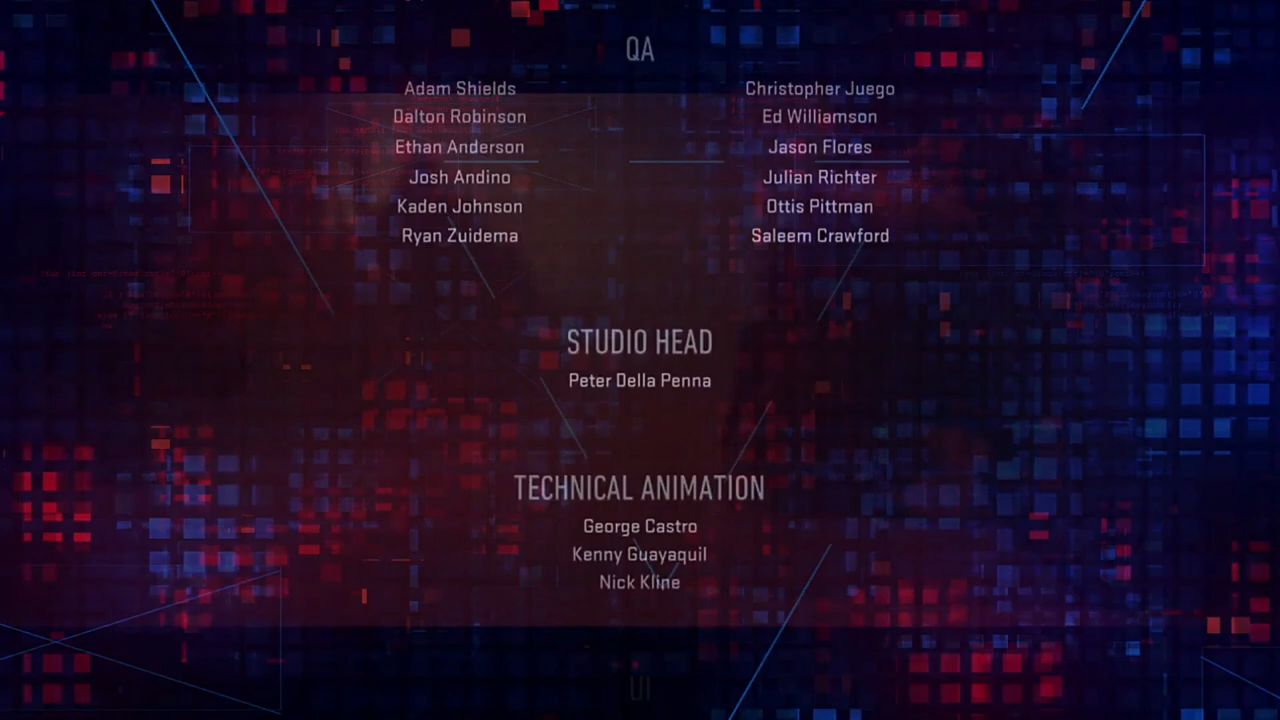 QA
Adam Shields
Christopher Juego
Dalton Robinson
Ed Williamson
Ethan Anderson
Jason Flores
Josh Andino
Julian Richter
Kaden Johnson
Ottis Pittman
Ryan Zuidema
Saleem Crawford
STUDIO HEAD
Peter Della Penna
TECHNICAL ANIMATION
George Castro
Kenny Guayaquil
Nick Kline
UI